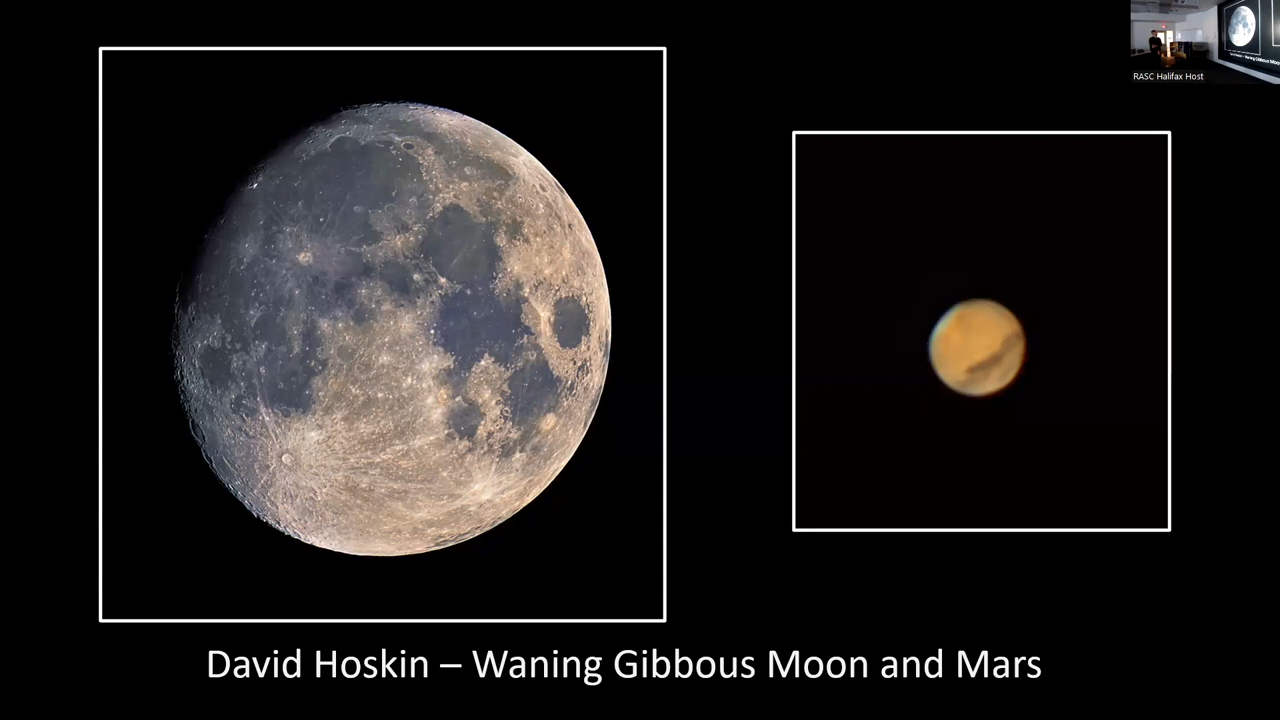 RASC Halifax Host
David Hoskin – Waning Gibbous Moon and Mars